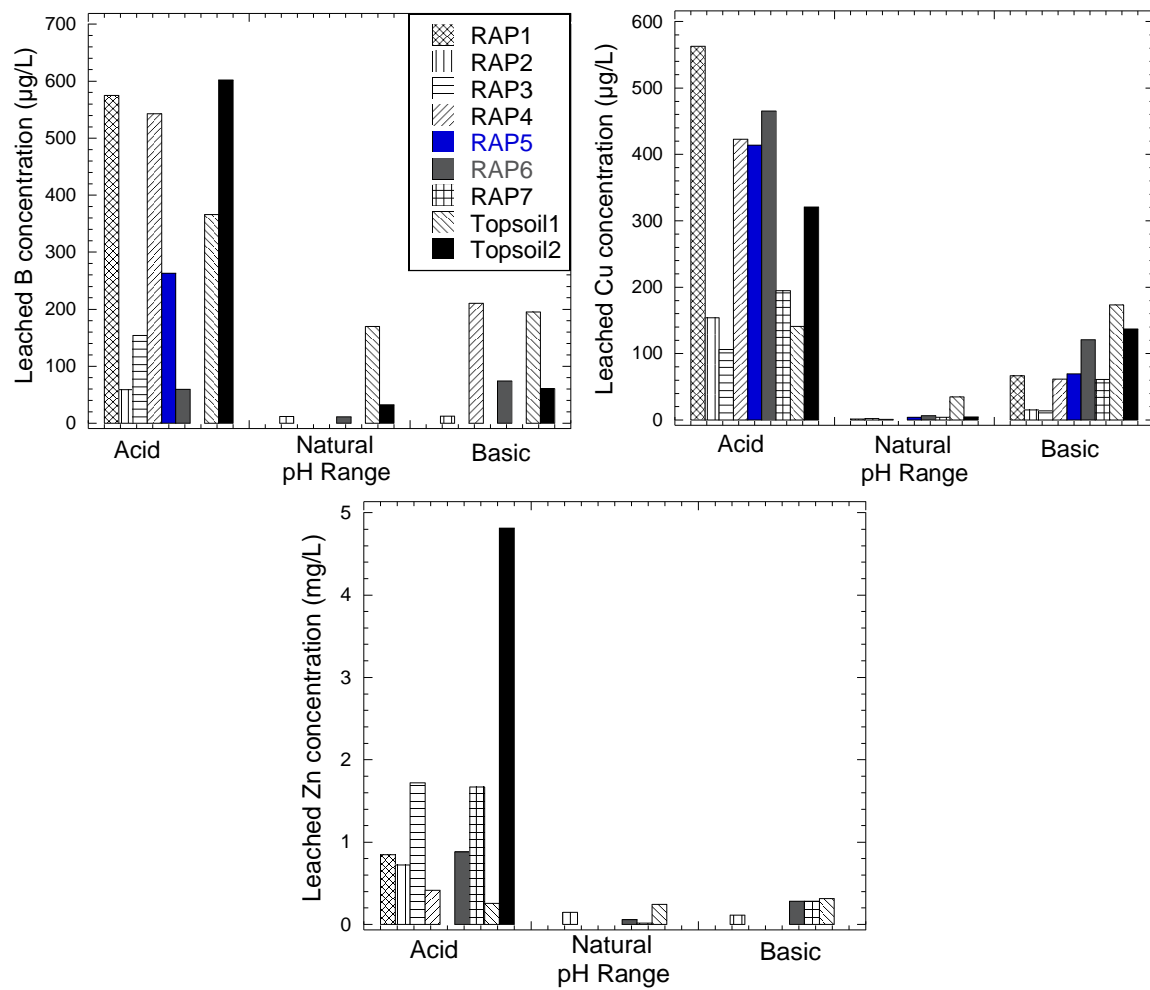 Leached B concentration (µg/L)
700
600
500
400
300
200
100
0
RAP1
RAP2
RAP3
RAP4
RAP5
RAP6
RAP7
Topsoil1
Topsoil2
Acid
Natural
Basic
pH Range
Leached Cu concentration (µg/L)
600
500
400
300
200
100
0
Acid
Natural
Basic
pH Range
Leached Zn concentration (mg/L)
5
4
3
2
1
0
Acid
Natural
Basic
pH Range